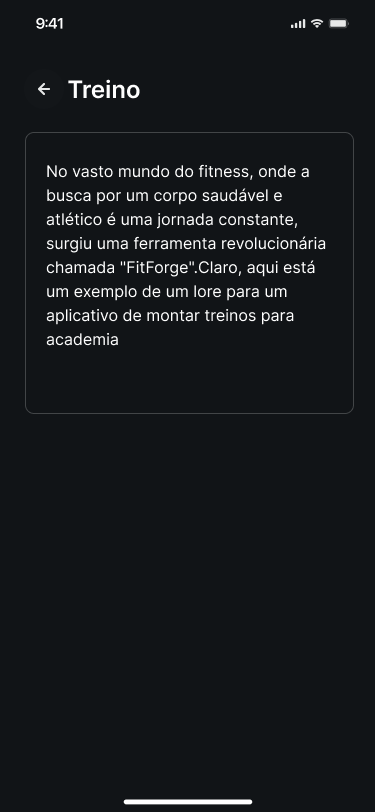 9:41
Treino
No vasto mundo do fitness, onde a
busca por um corpo saudável e
atlético é uma jornada constante,
surgiu uma ferramenta revolucionária
chamada "FitForge".Claro, aqui está
um exemplo de um lore para um
aplicativo de montar treinos para
academia